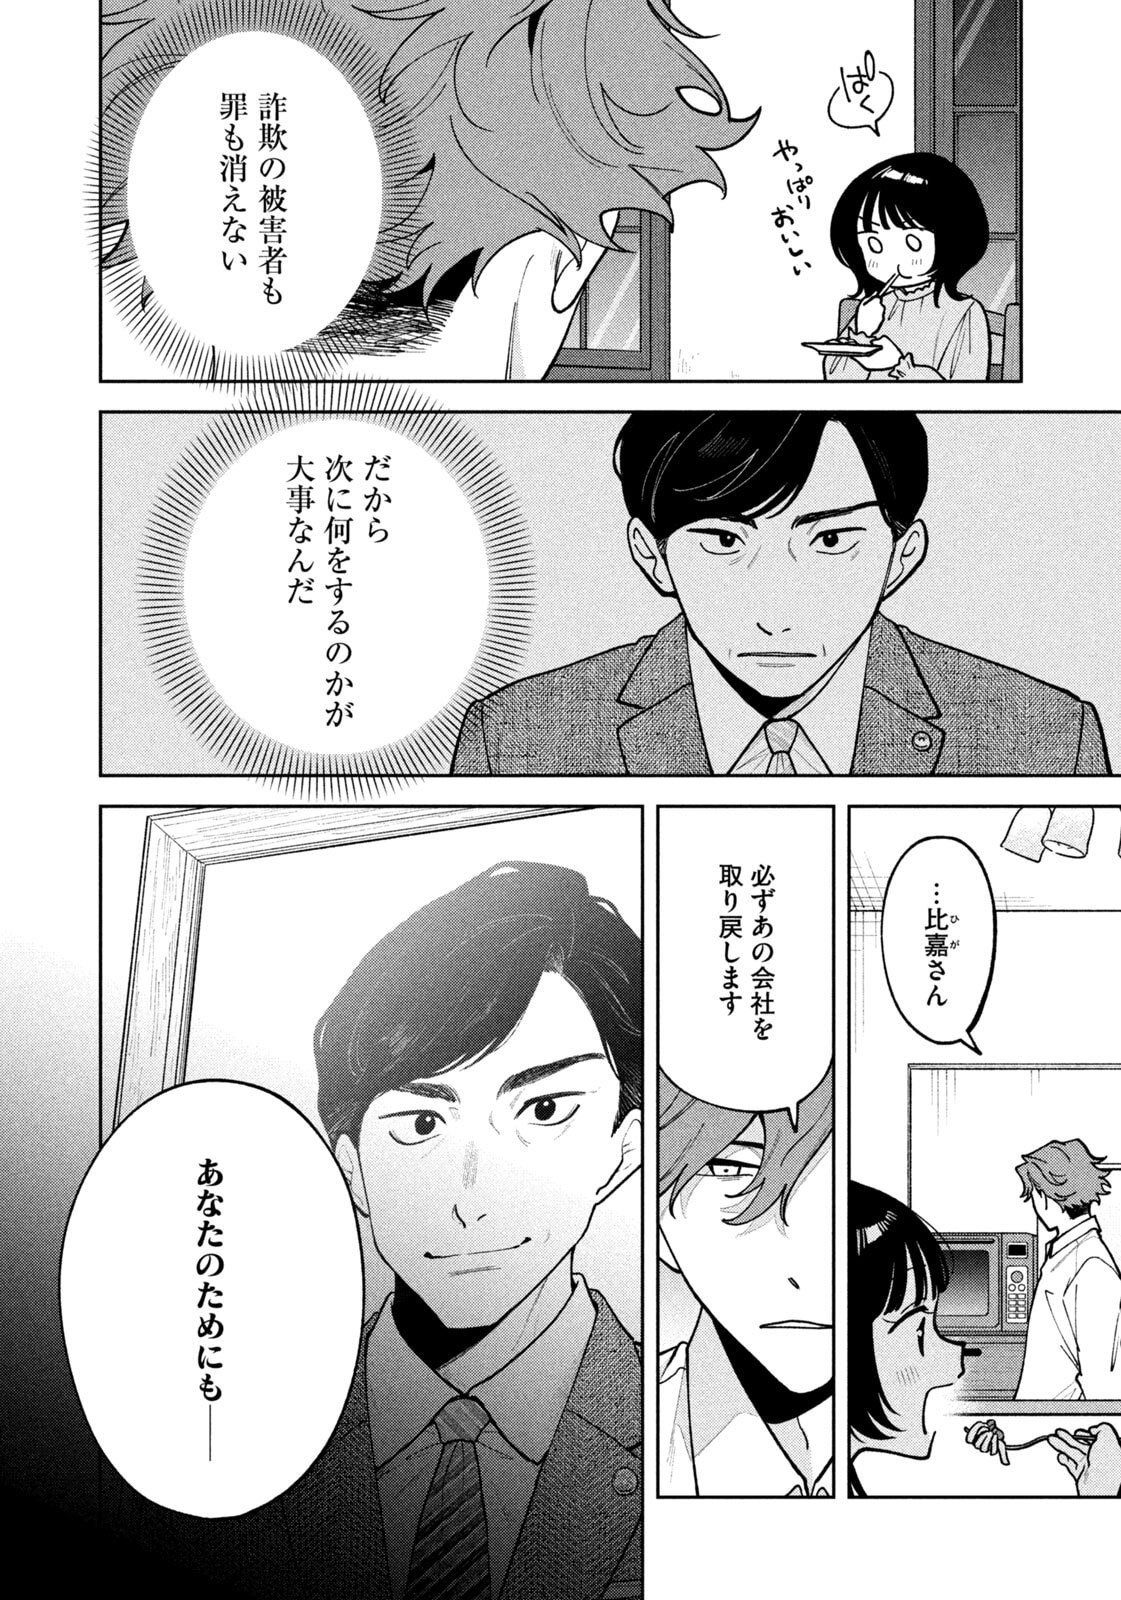 ぱく
やっぱり
おいしい
詐欺の被害者も
罪も消えない
だから
次に何をするのかが
大事なんだ
…比嘉さん
ひが
必ずあの会社を
取り戻します
あなたのためにも――